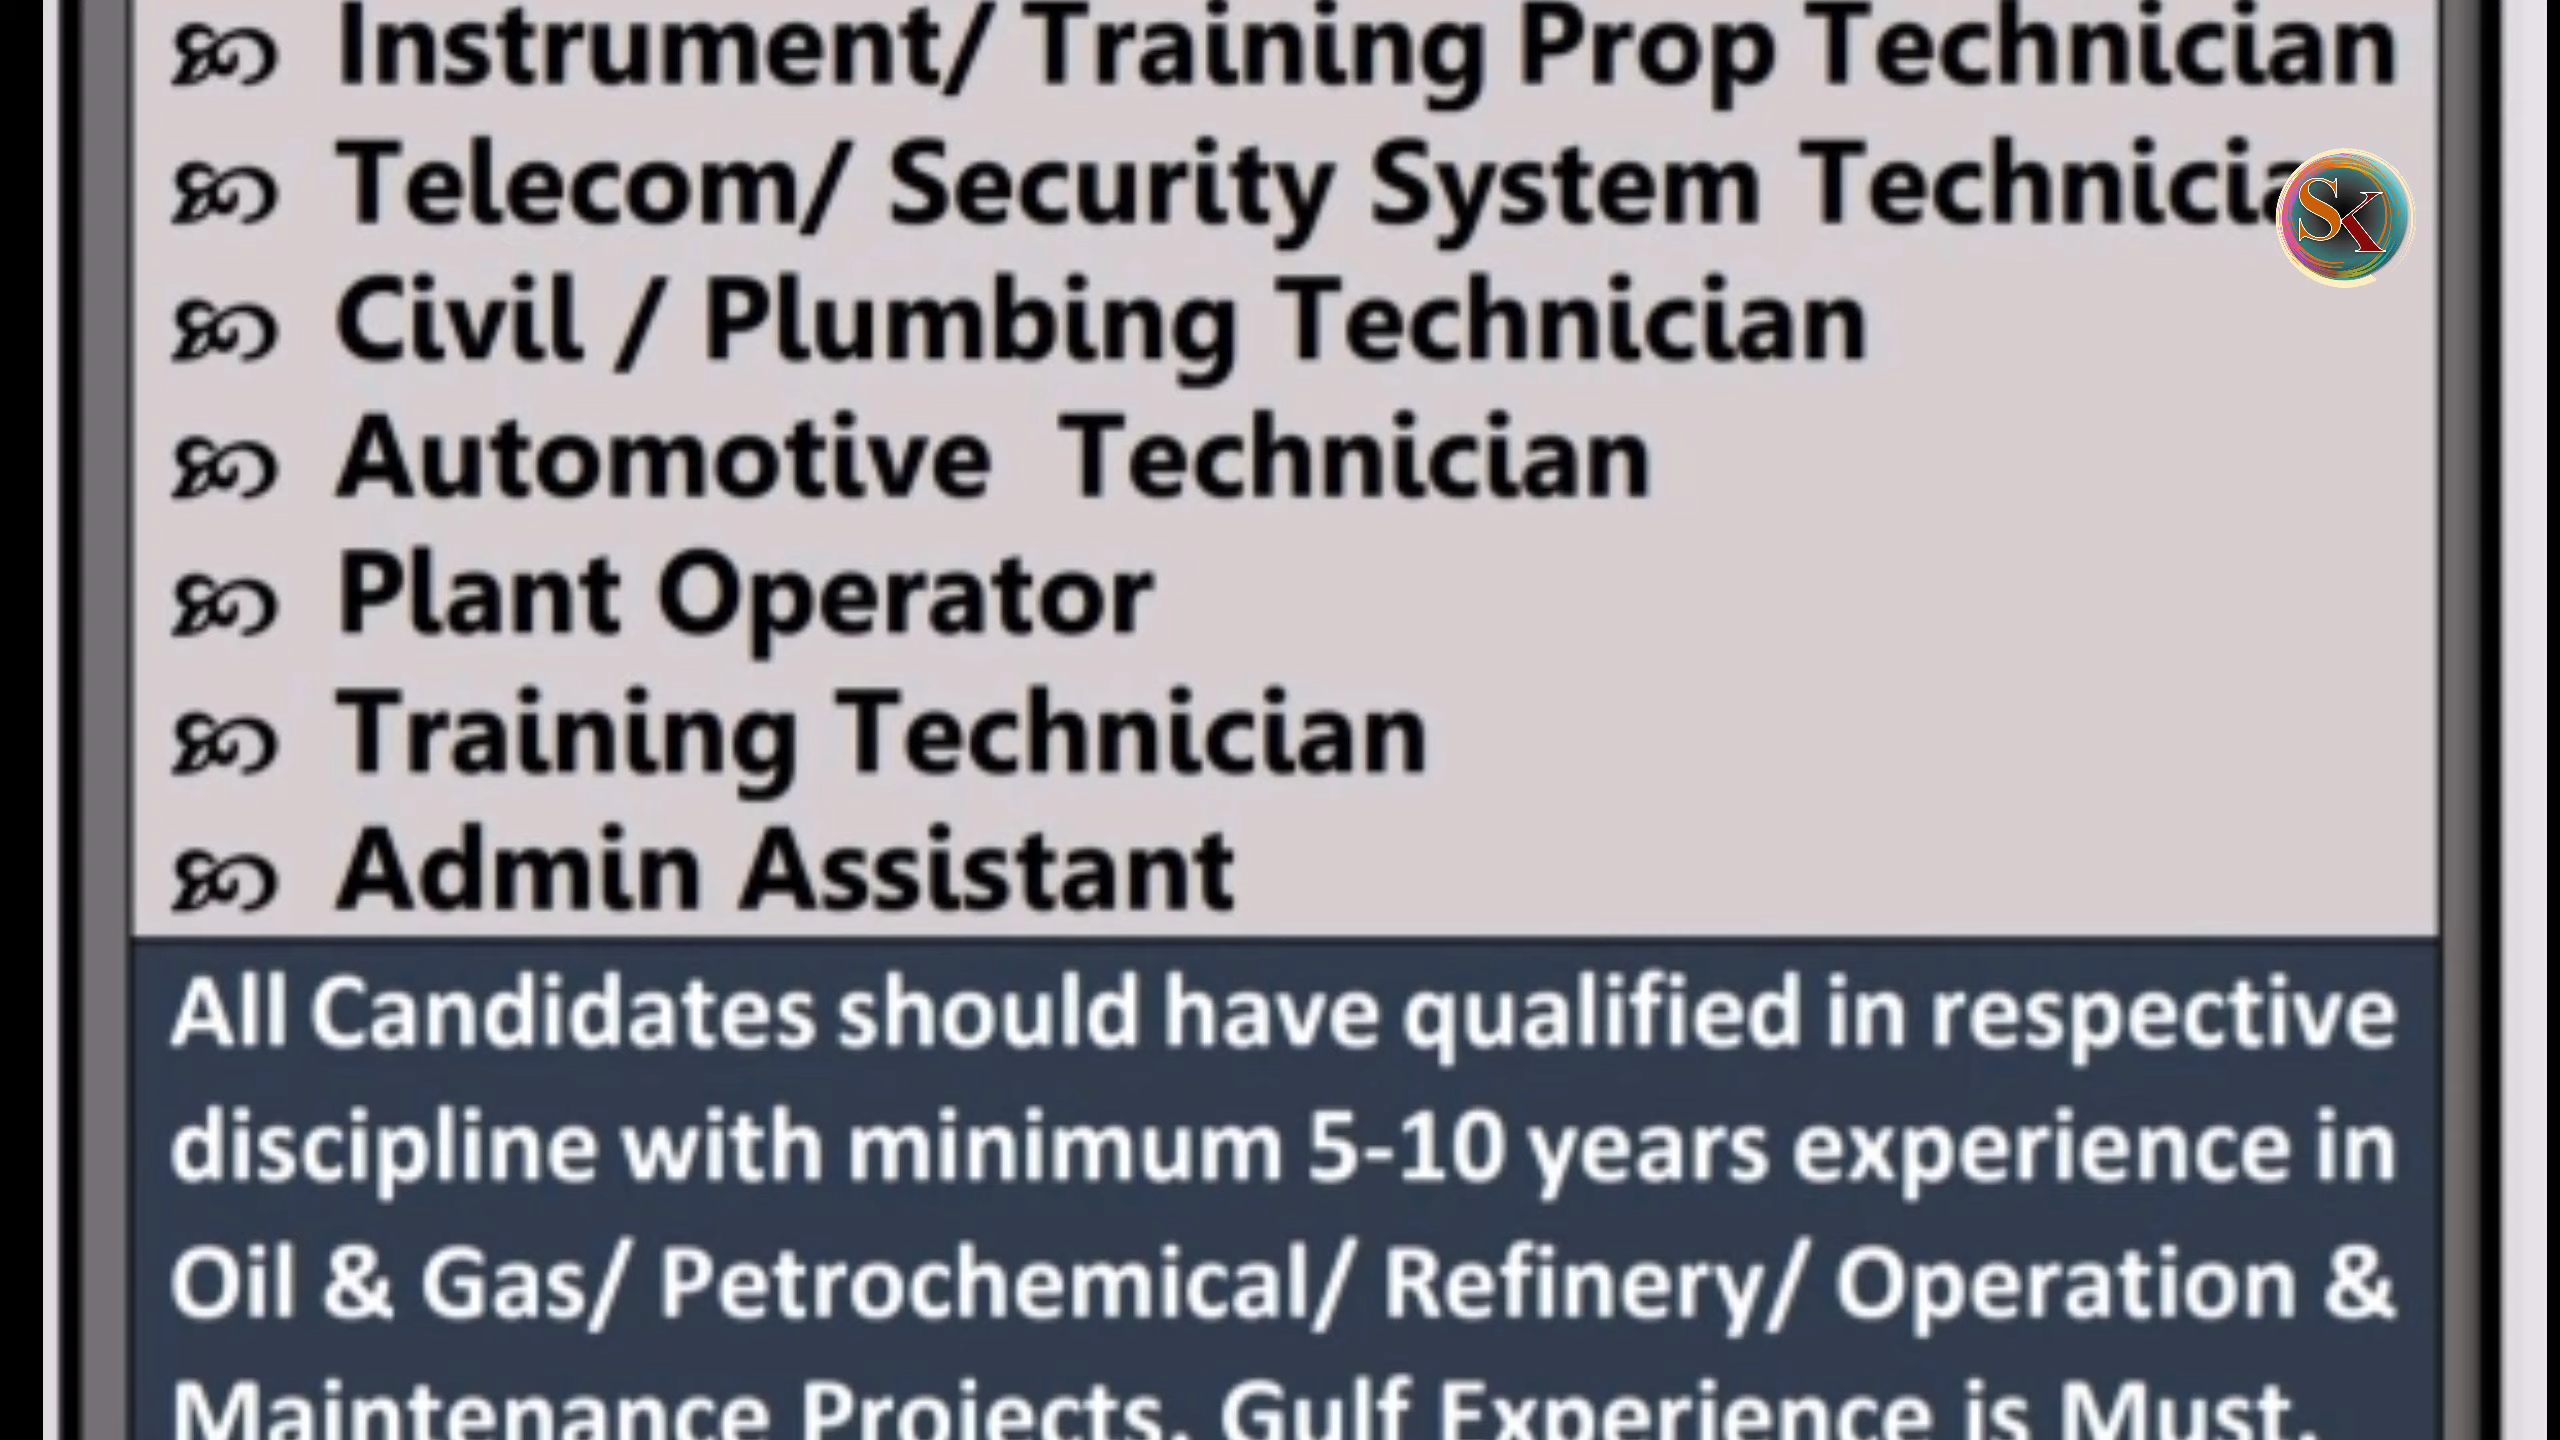 Instrument/ Training Prop Technician
Telecom/ Security System Technicia
SK
Civil / Plumbing Technician
Automotive Technician
Plant Operator
Training Technician
Admin Assistant
All Candidates should have qualified in respective
discipline with minimum 5-10 years experience in
Oil & Gas/ Petrochemical/ Refinery/ Operation &
Maintenance Projects. Gulf Experience is Must.